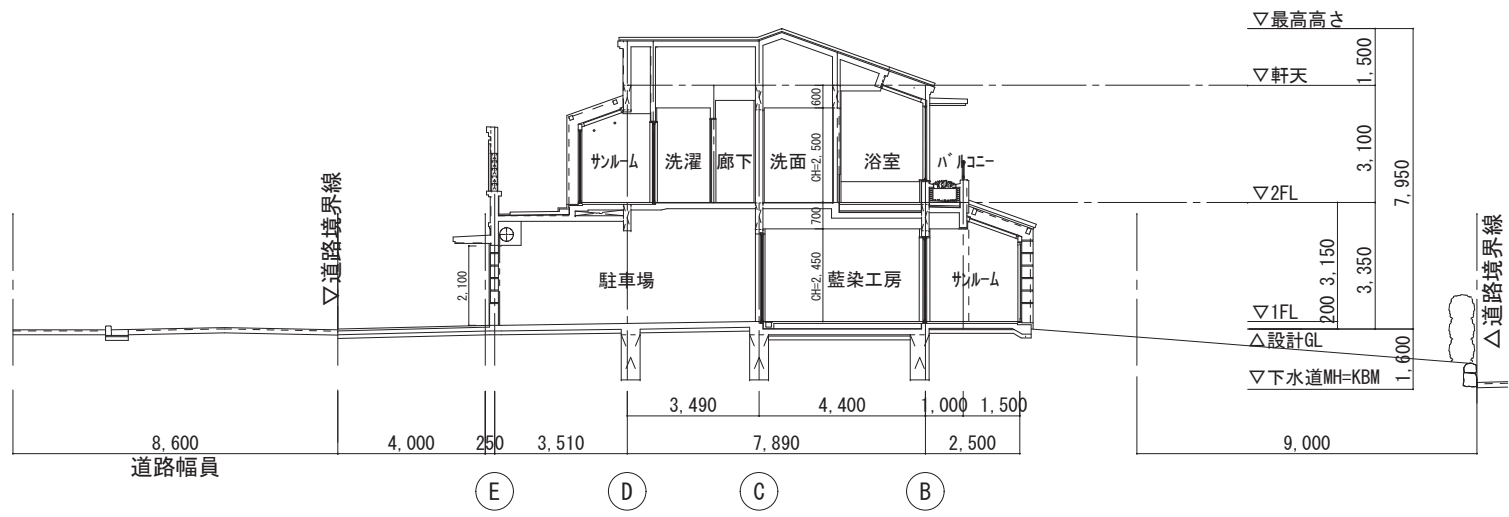 ▽最高高さ
1,500
▽軒天
600
3,100
CH=2,500
サンルーム
洗濯
廊下
洗面
浴室
バルコニー
7,950
▽2FL
700
▽道路境界線
△道路境界線
2,100
駐車場
CH=2,450
藍染工房
サンルーム
3,150
3,350
200
▽1FL
△設計GL
1,600
▽下水道MH=KBM
3,490
4,400
1,000
1,500
8,600
4,000
250
3,510
7,890
2,500
9,000
道路幅員
E
D
C
B